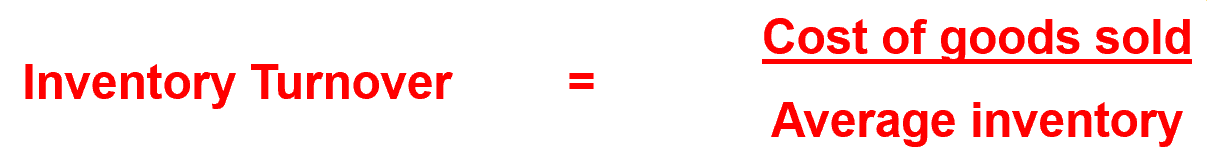 Cost of goods sold
Inventory Turnover =
Average inventory